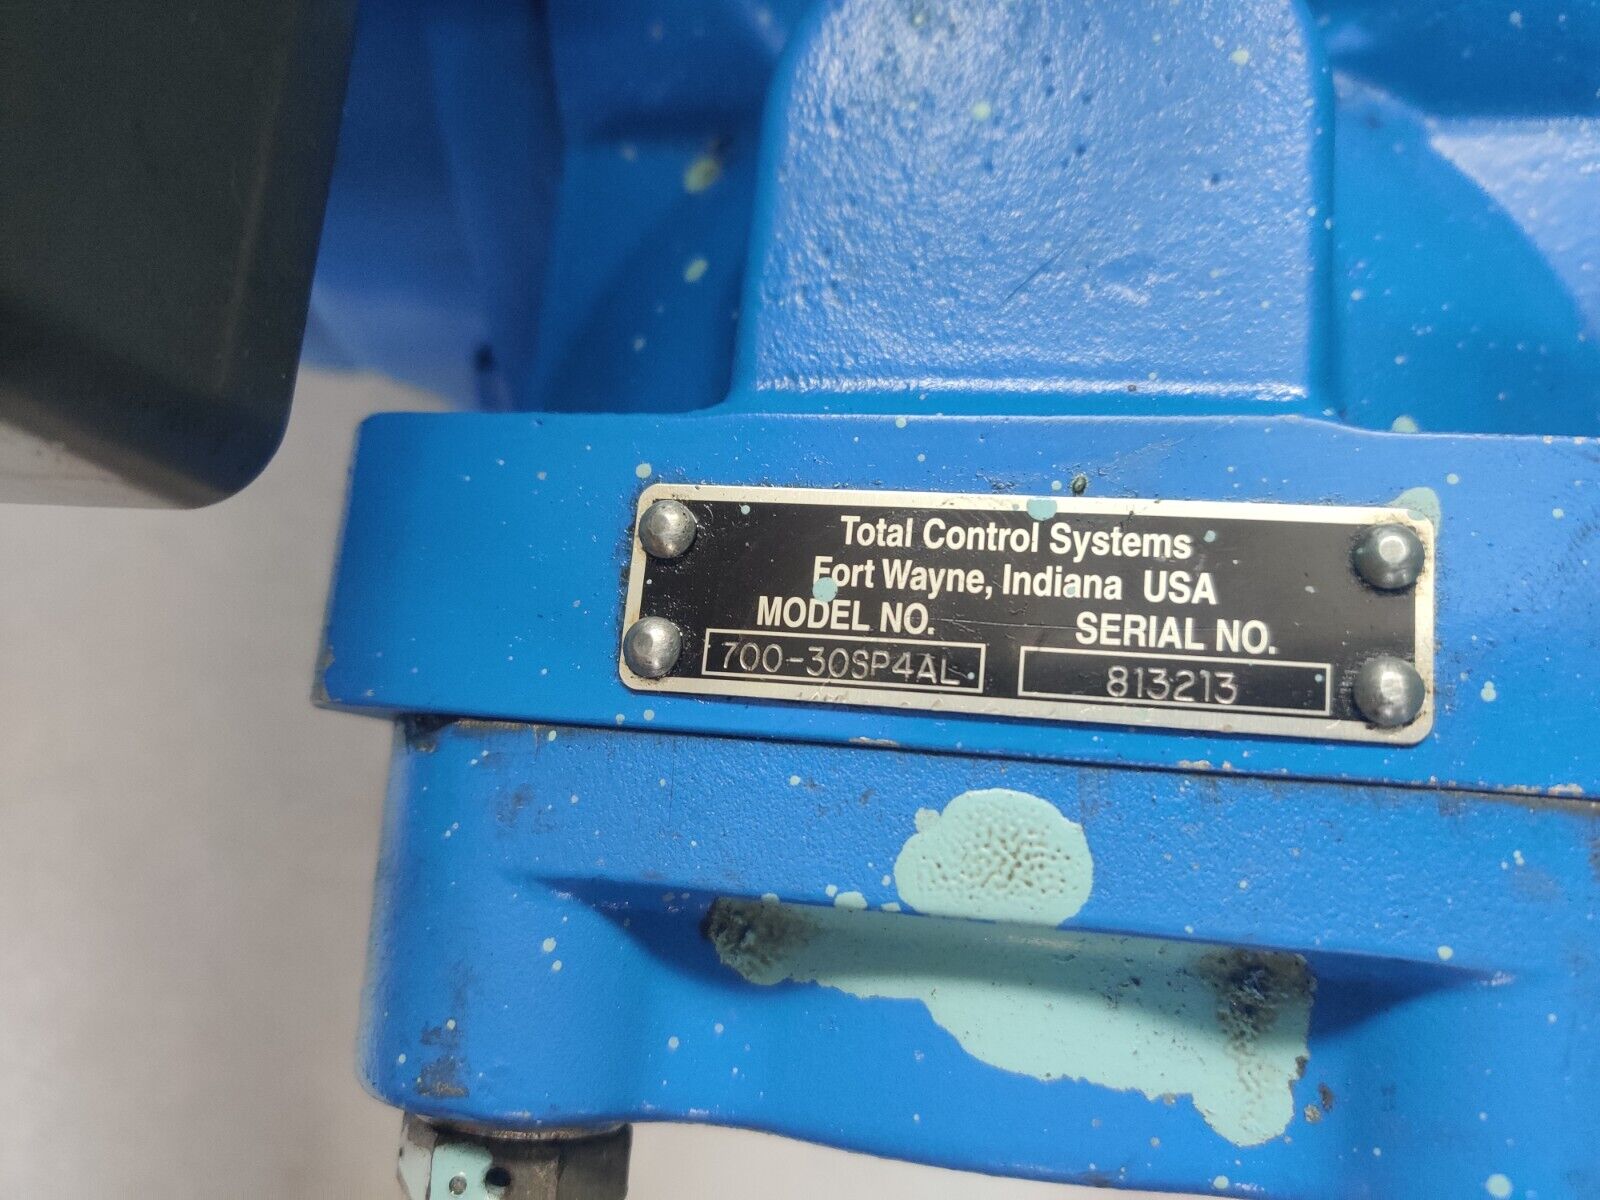 Total Control Systems
Fort Wayne, Indiana USA
MODEL NO.
SERIAL NO.
700-30SP4AL
813213